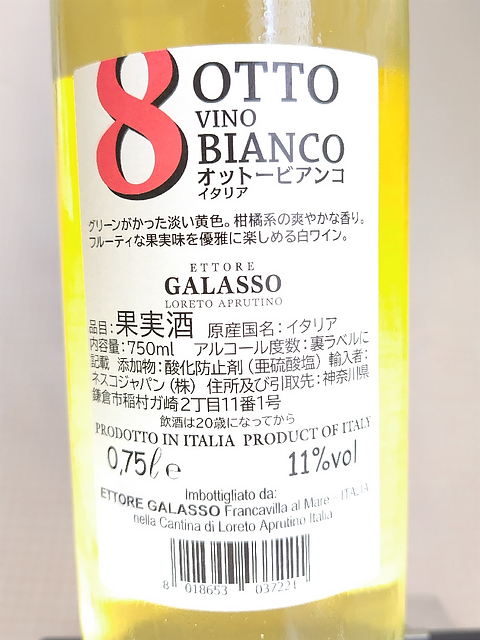 8
OTTO
VINO
BIANCO
オットービアンコ
イタリア
グリーンがかった淡い黄色。柑橘系の爽やかな香り。
フルーティな果実味を優雅に楽しめる白ワイン。
ETTORE
GALASSO
LORETO APRUTINO
品目：果実酒 原産国名：イタリア
内容量：750ml アルコール度数：裏ラベルに
記載 添加物：酸化防止剤（亜硫酸塩）輸入者：
ネスコジャパン（株） 住所及び引取先：神奈川県
鎌倉市稲村ガ崎2丁目11番1号
飲酒は20歳になってから
PRODOTTO IN ITALIA PRODUCT OF ITALY
0,75ℓ e 11%vol
Imbottigliato da:
ETTORE GALASSO Francavilla al Mare - ITALIA
nella Cantina di Loreto Aprutino Italia
8 018653 037221